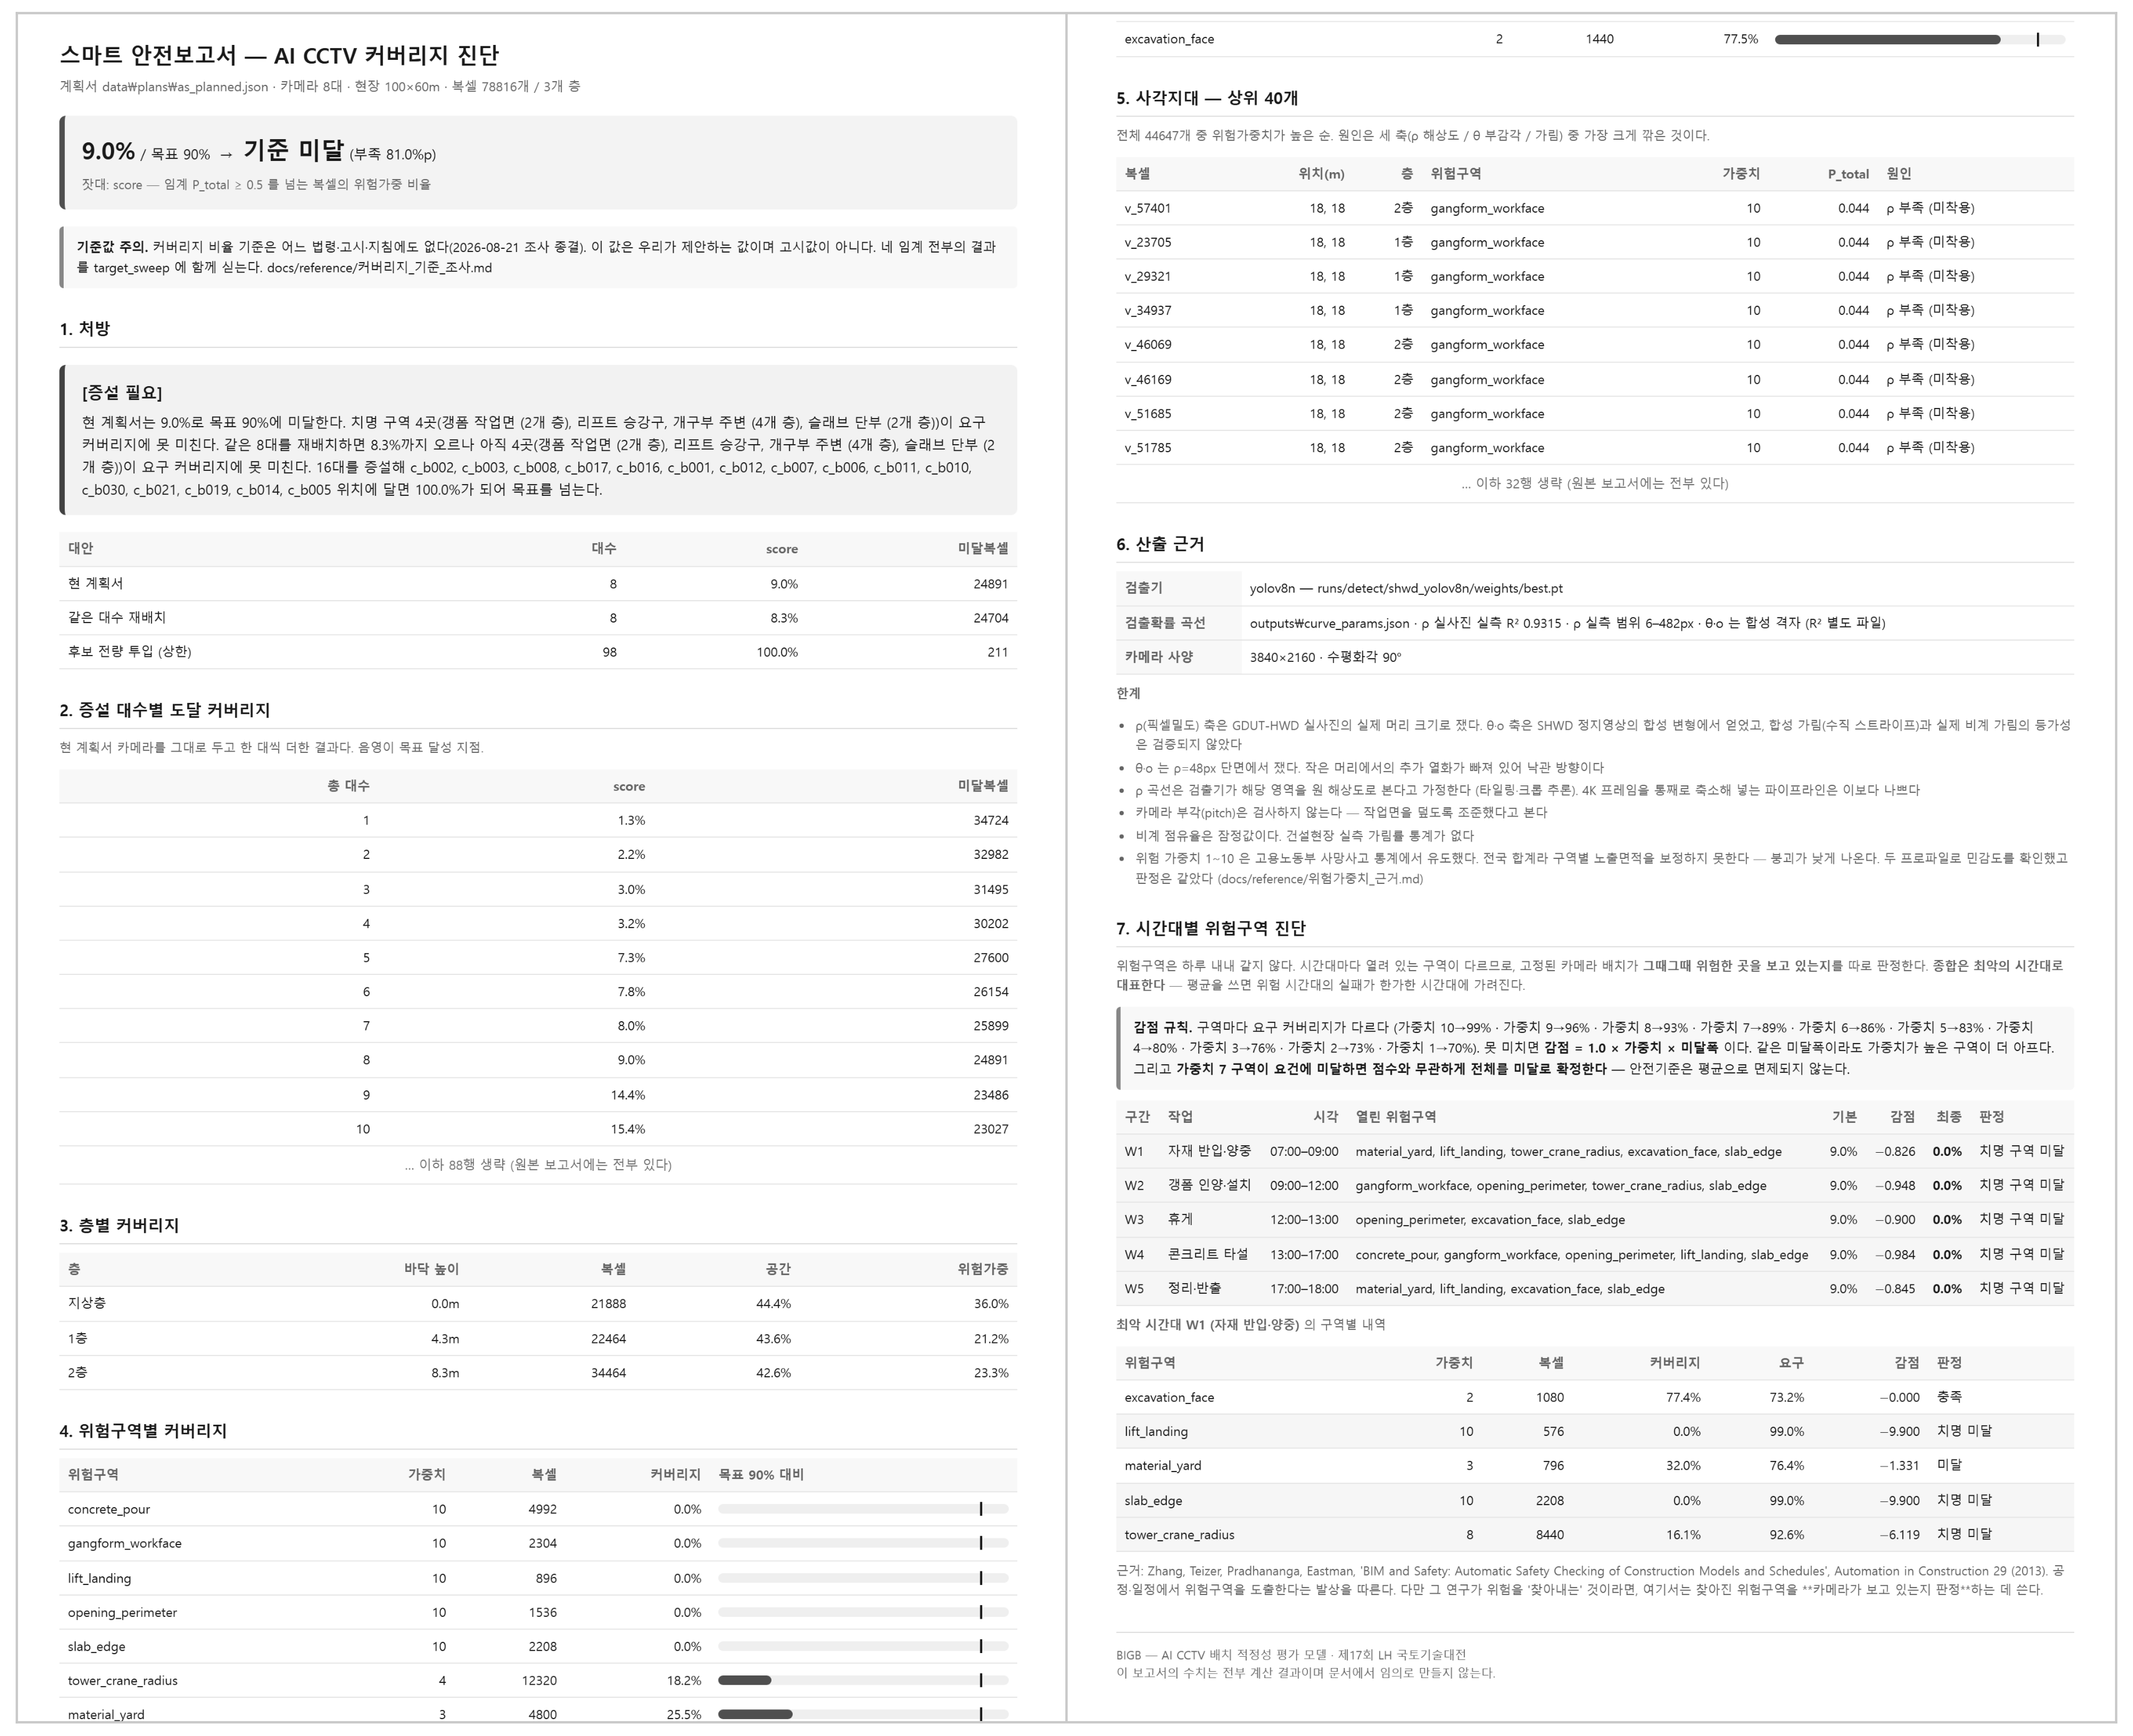 스마트 안전보고서 — AI CCTV 커버리지 진단
계획서 data₩plans₩as_planned.json · 카메라 8대 · 현장 100×60m · 복셀 78816개 / 3개 층
9.0% / 목표 90% → 기준 미달 (부족 81.0%p)
잣대: score — 임계 P_total ≥ 0.5 를 넘는 복셀의 위험가중 비율
기준값 주의. 커버리지 비율 기준은 어느 법령·고시·지침에도 없다(2026-08-21 조사 종결). 이 값은 우리가 제안하는 값이며 고시값이 아니다. 네 임계 전부의 결과
를 target_sweep 에 함께 싣는다. docs/reference/커버리지_기준_조사.md
1. 처방
[증설 필요]
현 계획서는 9.0%로 목표 90%에 미달한다. 치명 구역 4곳(갱폼 작업면 (2개 층), 리프트 승강구, 개구부 주변 (4개 층), 슬래브 단부 (2개 층))이 요구
커버리지에 못 미친다. 같은 8대를 재배치하면 8.3%까지 오르나 아직 4곳(갱폼 작업면 (2개 층), 리프트 승강구, 개구부 주변 (4개 층), 슬래브 단부 (2
개 층))이 요구 커버리지에 못 미친다. 16대를 증설해 c_b002, c_b003, c_b008, c_b017, c_b016, c_b001, c_b012, c_b007, c_b006, c_b011, c_b010,
c_b030, c_b021, c_b019, c_b014, c_b005 위치에 달면 100.0%가 되어 목표를 넘는다.
대안 대수 score 미달복셀
현 계획서 8 9.0% 24891
같은 대수 재배치 8 8.3% 24704
후보 전량 투입 (상한) 98 100.0% 211
2. 증설 대수별 도달 커버리지
현 계획서 카메라를 그대로 두고 한 대씩 더한 결과다. 음영이 목표 달성 지점.
총 대수 score 미달복셀
1 1.3% 34724
2 2.2% 32982
3 3.0% 31495
4 3.2% 30202
5 7.3% 27600
6 7.8% 26154
7 8.0% 25899
8 9.0% 24891
9 14.4% 23486
10 15.4% 23027
... 이하 88행 생략 (원본 보고서에는 전부 있다)
3. 층별 커버리지
층 바닥 높이 복셀 공간 위험가중
지상층 0.0m 21888 44.4% 36.0%
1층 4.3m 22464 43.6% 21.2%
2층 8.3m 34464 42.6% 23.3%
4. 위험구역별 커버리지
위험구역 가중치 복셀 커버리지 목표 90% 대비
concrete_pour 10 4992 0.0%
gangform_workface 10 2304 0.0%
lift_landing 10 896 0.0%
opening_perimeter 10 1536 0.0%
slab_edge 10 2208 0.0%
tower_crane_radius 4 12320 18.2%
material_yard 3 4800 25.5%
excavation_face 2 1440 77.5%
5. 사각지대 — 상위 40개
전체 44647개 중 위험가중치가 높은 순. 원인은 세 축(ρ 해상도 / θ 부감각 / 가림) 중 가장 크게 깎은 것이다.
복셀 위치(m) 층 위험구역 가중치 P_total 원인
v_57401 18, 18 2층 gangform_workface 10 0.044 ρ 부족 (미착용)
v_23705 18, 18 1층 gangform_workface 10 0.044 ρ 부족 (미착용)
v_29321 18, 18 1층 gangform_workface 10 0.044 ρ 부족 (미착용)
v_34937 18, 18 1층 gangform_workface 10 0.044 ρ 부족 (미착용)
v_46069 18, 18 2층 gangform_workface 10 0.044 ρ 부족 (미착용)
v_46169 18, 18 2층 gangform_workface 10 0.044 ρ 부족 (미착용)
v_51685 18, 18 2층 gangform_workface 10 0.044 ρ 부족 (미착용)
v_51785 18, 18 2층 gangform_workface 10 0.044 ρ 부족 (미착용)
... 이하 32행 생략 (원본 보고서에는 전부 있다)
6. 산출 근거
검출기 yolov8n — runs/detect/shwd_yolov8n/weights/best.pt
검출확률 곡선 outputs₩curve_params.json · ρ 실사진 실측 R² 0.9315 · ρ 실측 범위 6–482px · θ·o 는 합성 격자 (R² 별도 파일)
카메라 사양 3840×2160 · 수평화각 90°
한계
• ρ(픽셀밀도) 축은 GDUT-HWD 실사진의 실제 머리 크기로 쟀다. θ·o 축은 SHWD 정지영상의 합성 변형에서 얻었고, 합성 가림(수직 스트라이프)과 실제 비계 가림의 등가성
은 검증되지 않았다
• θ·o 는 ρ=48px 단면에서 쟀다. 작은 머리에서의 추가 열화가 빠져 있어 낙관 방향이다
• ρ 곡선은 검출기가 해당 영역을 원 해상도로 본다고 가정한다 (타일링·크롭 추론). 4K 프레임을 통째로 축소해 넣는 파이프라인은 이보다 나쁘다
• 카메라 부각(pitch)은 검사하지 않는다 — 작업면을 덮도록 조준했다고 본다
• 비계 점유율은 잠정값이다. 건설현장 실측 가림률 통계가 없다
• 위험 가중치 1~10 은 고용노동부 사망사고 통계에서 유도했다. 전국 합계라 구역별 노출면적을 보정하지 못한다 — 붕괴가 낮게 나온다. 두 프로파일로 민감도를 확인했고
판정은 같았다 (docs/reference/위험가중치_근거.md)
7. 시간대별 위험구역 진단
위험구역은 하루 내내 같지 않다. 시간대마다 열려 있는 구역이 다르므로, 고정된 카메라 배치가 그때그때 위험한 곳을 보고 있는지를 따로 판정한다. 종합은 최악의 시간대로
대표한다 — 평균을 쓰면 위험 시간대의 실패가 한가한 시간대에 가려진다.
감점 규칙. 구역마다 요구 커버리지가 다르다 (가중치 10→99% · 가중치 9→96% · 가중치 8→93% · 가중치 7→89% · 가중치 6→86% · 가중치 5→83% · 가중치
4→80% · 가중치 3→76% · 가중치 2→73% · 가중치 1→70%). 못 미치면 감점 = 1.0 × 가중치 × 미달폭 이다. 같은 미달폭이라도 가중치가 높은 구역이 더 아프다.
그리고 가중치 7 구역이 요건에 미달하면 점수와 무관하게 전체를 미달로 확정한다 — 안전기준은 평균으로 면제되지 않는다.
구간 작업 시각 열린 위험구역 기본 감점 최종 판정
W1 자재 반입·양중 07:00–09:00 material_yard, lift_landing, tower_crane_radius, excavation_face, slab_edge 9.0% −0.826 0.0% 치명 구역 미달
W2 갱폼 인양·설치 09:00–12:00 gangform_workface, opening_perimeter, tower_crane_radius, slab_edge 9.0% −0.948 0.0% 치명 구역 미달
W3 휴게 12:00–13:00 opening_perimeter, excavation_face, slab_edge 9.0% −0.900 0.0% 치명 구역 미달
W4 콘크리트 타설 13:00–17:00 concrete_pour, gangform_workface, opening_perimeter, lift_landing, slab_edge 9.0% −0.984 0.0% 치명 구역 미달
W5 정리·반출 17:00–18:00 material_yard, lift_landing, excavation_face, slab_edge 9.0% −0.845 0.0% 치명 구역 미달
최악 시간대 W1 (자재 반입·양중) 의 구역별 내역
위험구역 가중치 복셀 커버리지 요구 감점 판정
excavation_face 2 1080 77.4% 73.2% −0.000 충족
lift_landing 10 576 0.0% 99.0% −9.900 치명 미달
material_yard 3 796 32.0% 76.4% −1.331 미달
slab_edge 10 2208 0.0% 99.0% −9.900 치명 미달
tower_crane_radius 8 8440 16.1% 92.6% −6.119 치명 미달
근거: Zhang, Teizer, Pradhananga, Eastman, 'BIM and Safety: Automatic Safety Checking of Construction Models and Schedules', Automation in Construction 29 (2013). 공
정·일정에서 위험구역을 도출한다는 발상을 따른다. 다만 그 연구가 위험을 '찾아내는' 것이라면, 여기서는 찾아진 위험구역을 **카메라가 보고 있는지 판정**하는 데 쓴다.
BIGB — AI CCTV 배치 적정성 평가 모델 · 제17회 LH 국토기술대전
이 보고서의 수치는 전부 계산 결과이며 문서에서 임의로 만들지 않는다.